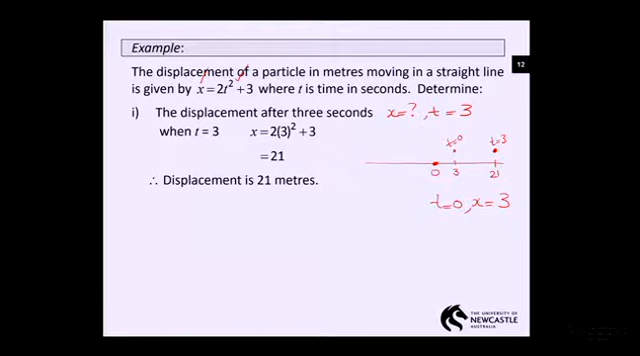 Example:
12
The displacement of a particle in metres moving in a straight line
is given by x = 2t² + 3 where t is time in seconds. Determine:
i) The displacement after three seconds x = ? , t = 3
when t = 3 x = 2(3)² + 3
= 21
∴ Displacement is 21 metres.
t=0 t=3
0 3 21
t=0, x = 3
THE UNIVERSITY OF
NEWCASTLE
AUSTRALIA